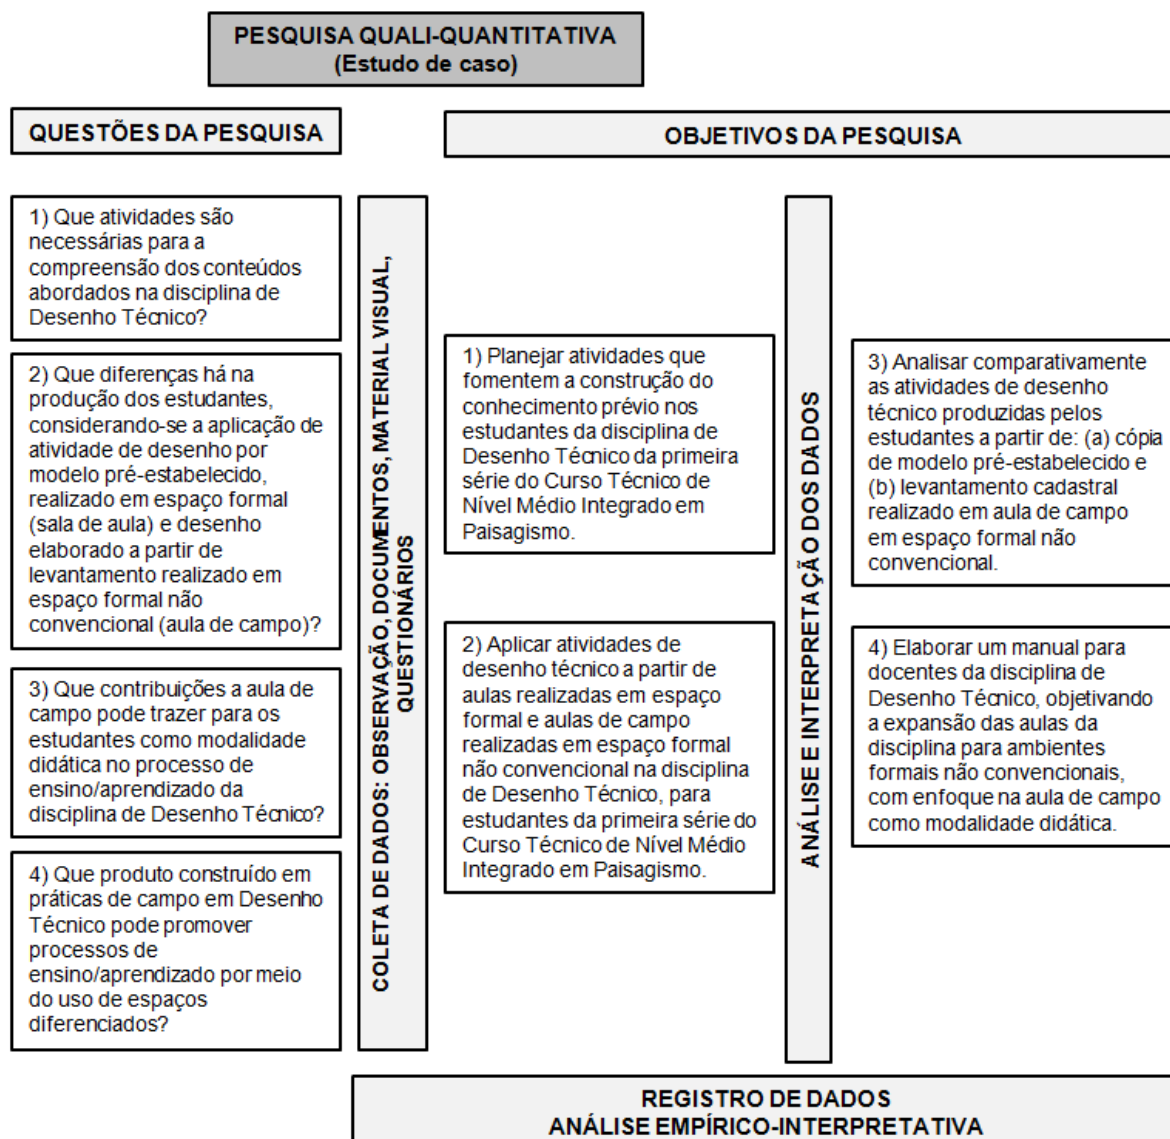 PESQUISA QUALI-QUANTITATIVA
(Estudo de caso)
QUESTÕES DA PESQUISA
OBJETIVOS DA PESQUISA
1) Que atividades são
necessárias para a
compreensão dos conteúdos
abordados na disciplina de
Desenho Técnico?
2) Que diferenças há na
produção dos estudantes,
considerando-se a aplicação de
atividade de desenho por
modelo pré-estabelecido,
realizado em espaço formal
(sala de aula) e desenho
elaborado a partir de
levantamento realizado em
espaço formal não
convencional (aula de campo)?
3) Que contribuições a aula de
campo pode trazer para os
estudantes como modalidade
didática no processo de
ensino/aprendizado da
disciplina de Desenho Técnico?
4) Que produto construído em
práticas de campo em Desenho
Técnico pode promover
processos de
ensino/aprendizado por meio
do uso de espaços
diferenciados?
COLETA DE DADOS: OBSERVAÇÃO, DOCUMENTOS, MATERIAL VISUAL,
QUESTIONÁRIOS
1) Planejar atividades que
fomentem a construção do
conhecimento prévio nos
estudantes da disciplina de
Desenho Técnico da primeira
série do Curso Técnico de
Nível Médio Integrado em
Paisagismo.
2) Aplicar atividades de
desenho técnico a partir de
aulas realizadas em espaço
formal e aulas de campo
realizadas em espaço formal
não convencional na disciplina
de Desenho Técnico, para
estudantes da primeira série do
Curso Técnico de Nível Médio
Integrado em Paisagismo.
ANÁLISE E INTERPRETAÇÃO DOS DADOS
3) Analisar comparativamente
as atividades de desenho
técnico produzidas pelos
estudantes a partir de: (a) cópia
de modelo pré-estabelecido e
(b) levantamento cadastral
realizado em aula de campo
em espaço formal não
convencional.
4) Elaborar um manual para
docentes da disciplina de
Desenho Técnico, objetivando
a expansão das aulas da
disciplina para ambientes
formais não convencionais,
com enfoque na aula de campo
como modalidade didática.
REGISTRO DE DADOS
ANÁLISE EMPÍRICO-INTERPRETATIVA